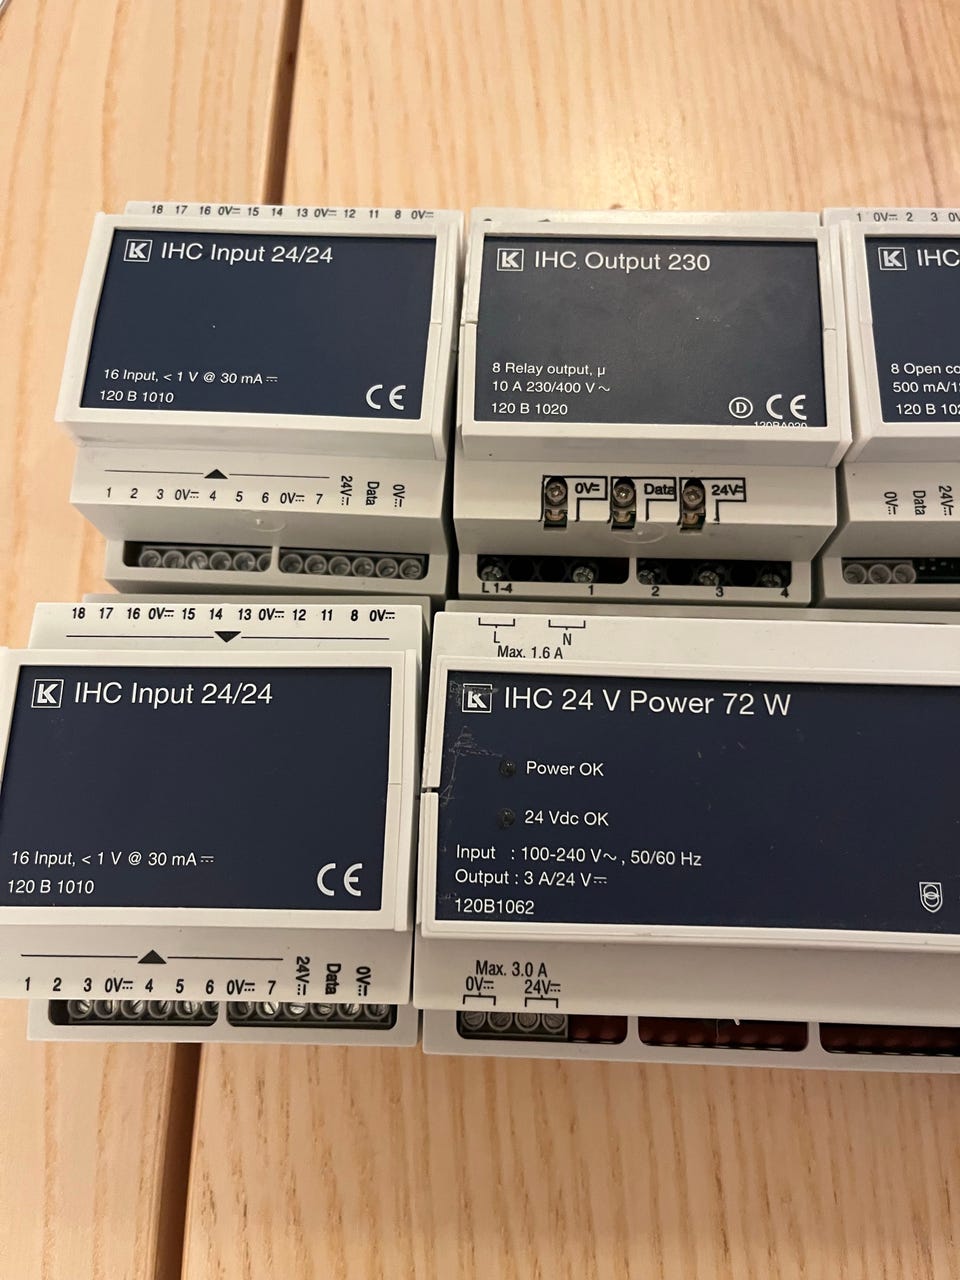 18 17 16 0V⎓ 15 14 13 0V⎓ 12 11 8 0V⎓
LK IHC Input 24/24
16 Input, < 1 V @ 30 mA ⎓
120 B 1010
CE
1 2 3 0V⎓ 4 5 6 0V⎓ 7 24V⎓ Data 0V⎓
LK IHC Output 230
8 Relay output, µ
10 A 230/400 V ~
120 B 1020
D CE
120BA020
0V⎓ Data 24V⎓
L 1-4 1 2 3 4
1 0V⎓ 2 3
LK IHC
8 Open
500 mA/
120 B
0V⎓ Data 24V⎓
18 17 16 0V⎓ 15 14 13 0V⎓ 12 11 8 0V⎓
LK IHC Input 24/24
16 Input, < 1 V @ 30 mA ⎓
120 B 1010
CE
1 2 3 0V⎓ 4 5 6 0V⎓ 7 24V⎓ Data 0V⎓
L N
Max. 1.6 A
LK IHC 24 V Power 72 W
Power OK
24 Vdc OK
Input : 100-240 V~ , 50/60 Hz
Output : 3 A/24 V⎓
120B1062
Max. 3.0 A
0V⎓ 24V⎓